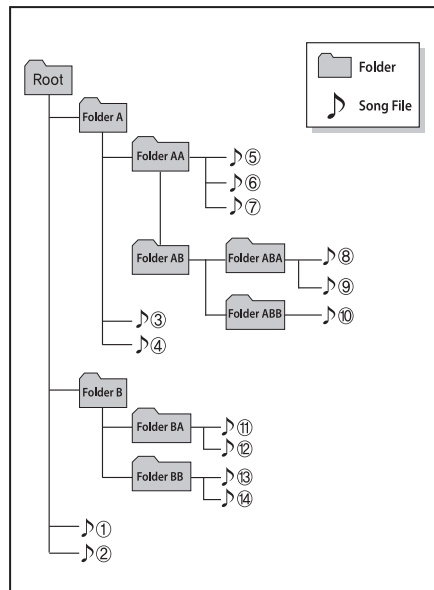 Root
Folder
Song File
Folder A
Folder AA
⑤
⑥
⑦
Folder AB
Folder ABA
⑧
⑨
Folder ABB
⑩
③
④
Folder B
Folder BA
⑪
⑫
Folder BB
⑬
⑭
①
②